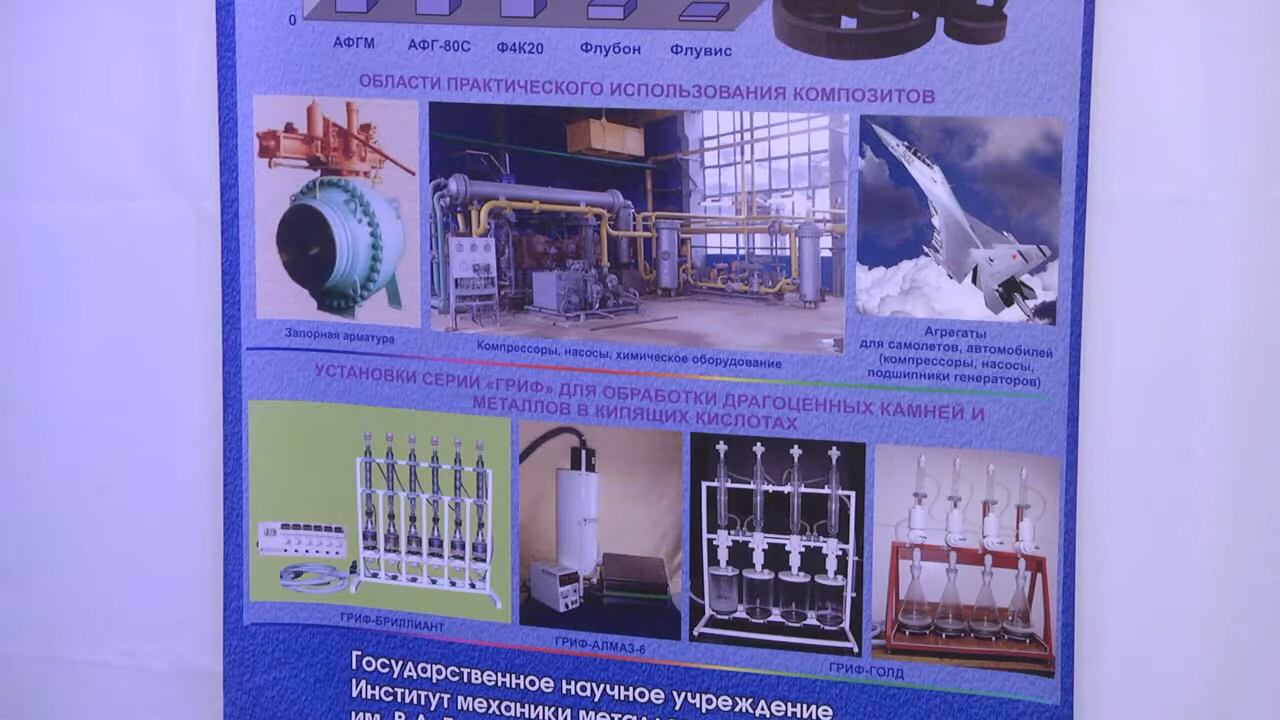 0
АФГМ АФГ-80С Ф4К20 Флубон Флувис
ОБЛАСТИ ПРАКТИЧЕСКОГО ИСПОЛЬЗОВАНИЯ КОМПОЗИТОВ
Запорная арматура
Компрессоры, насосы, химическое оборудование
Агрегаты
для самолетов, автомобилей
(компрессоры, насосы,
подшипники генераторов)
УСТАНОВКИ СЕРИИ «ГРИФ» ДЛЯ ОБРАБОТКИ ДРАГОЦЕННЫХ КАМНЕЙ И
МЕТАЛЛОВ В КИПЯЩИХ КИСЛОТАХ
ГРИФ-БРИЛЛИАНТ
ГРИФ-АЛМАЗ-6
ГРИФ-ГОЛД
Государственное научное учреждение
Институт механики
им. В.А.